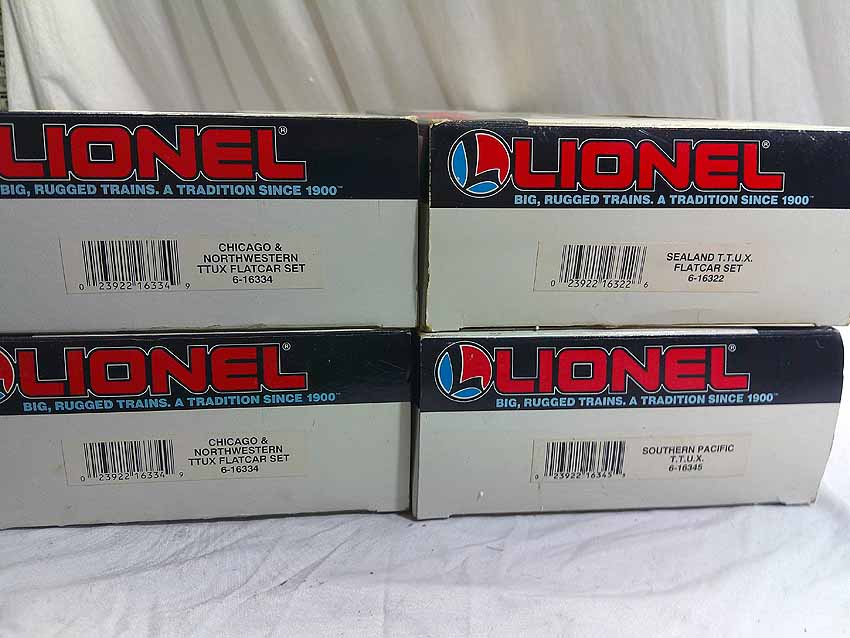 LIONEL®
BIG, RUGGED TRAINS. A TRADITION SINCE 1900™
CHICAGO &
NORTHWESTERN
TTUX FLATCAR SET
6-16334
0 23922 16334 9
LIONEL®
BIG, RUGGED TRAINS. A TRADITION SINCE 1900™
SEALAND T.T.U.X.
FLATCAR SET
6-16322
0 23922 16322 6
LIONEL®
BIG, RUGGED TRAINS. A TRADITION SINCE 1900™
CHICAGO &
NORTHWESTERN
TTUX FLATCAR SET
6-16334
0 23922 16334 9
L LIONEL®
BIG, RUGGED TRAINS. A TRADITION SINCE 1900™
SOUTHERN PACIFIC
T.T.U.X.
6-16345
0 23922 16345 9